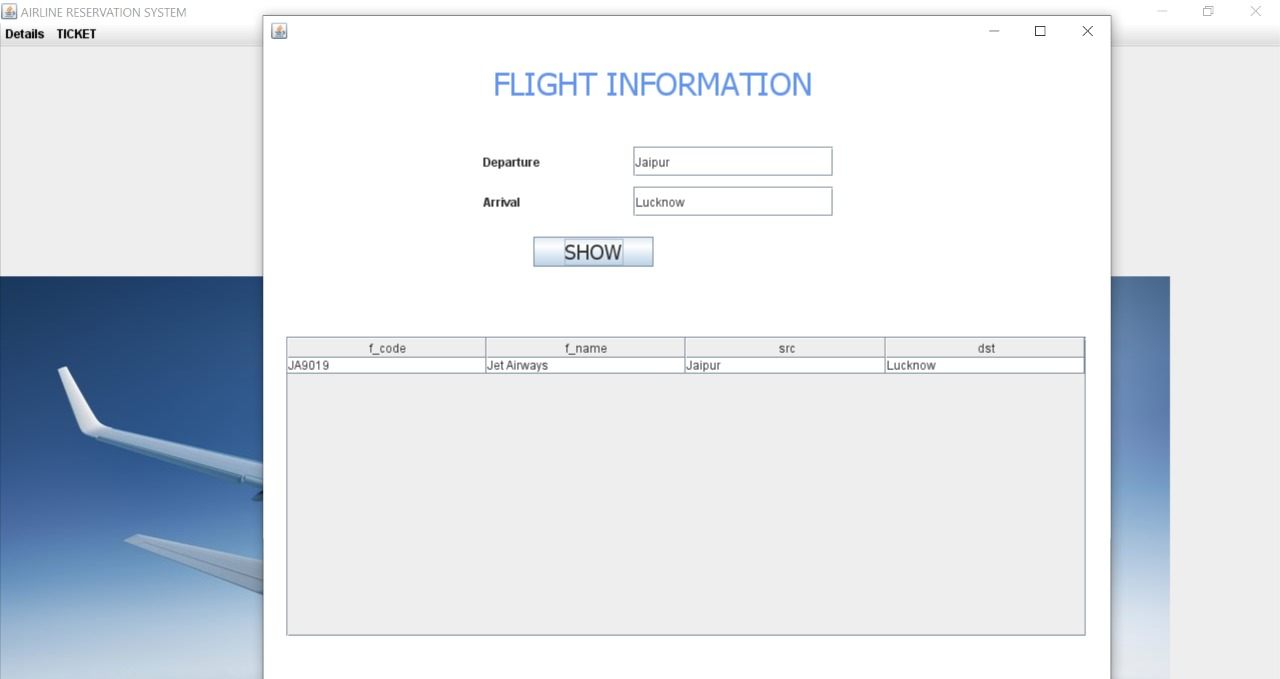 AIRLINE RESERVATION SYSTEM
Details TICKET
FLIGHT INFORMATION
Departure Jaipur
Arrival Lucknow
SHOW
f_code f_name src dst
JA9019 Jet Airways Jaipur Lucknow